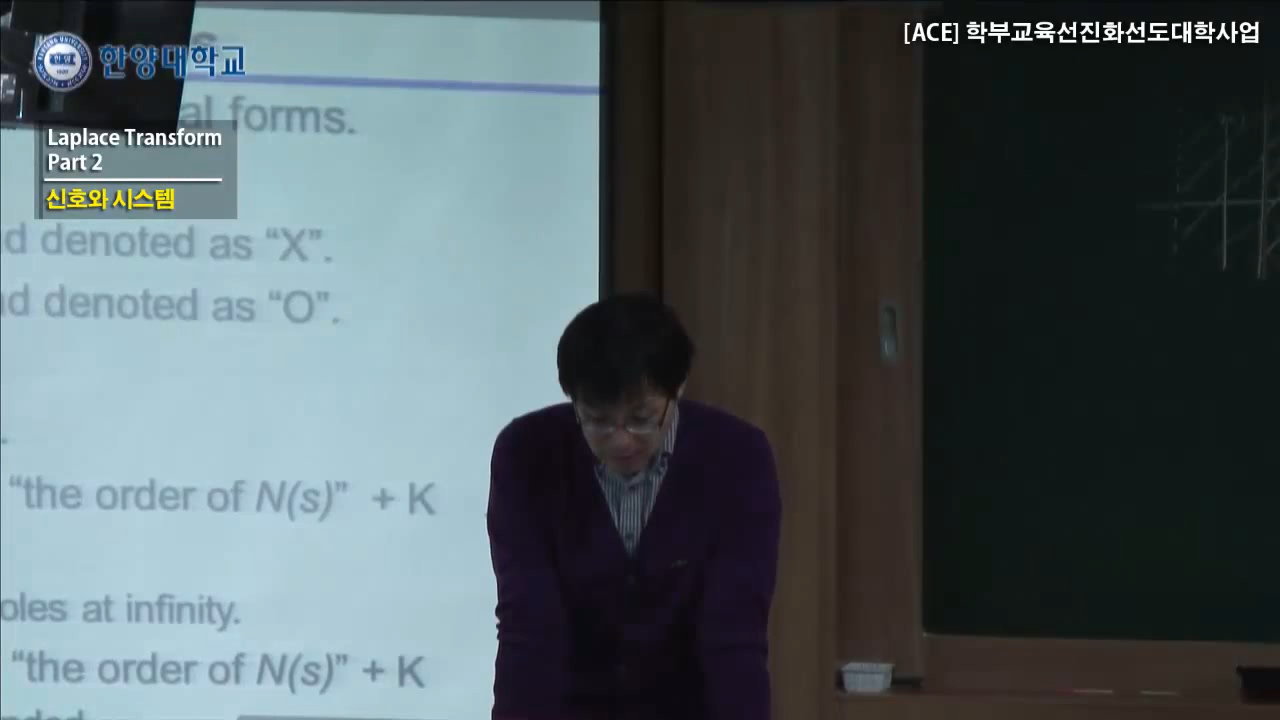 [ACE] 학부교육선진화선도대학사업
한양대학교
Laplace Transform
Part 2
신호와 시스템
al forms.
d denoted as “X”.
nd denoted as “O”.
“the order of N(s)” + K
oles at infinity.
“the order of N(s)” + K